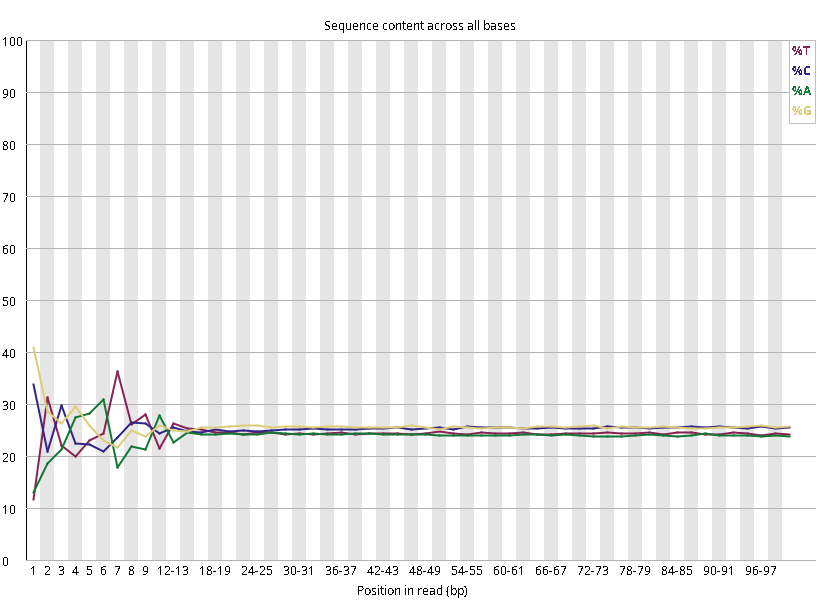 Sequence content across all bases
100
90
80
70
60
50
40
30
20
10
0
%T
%C
%A
%G
1 2 3 4 5 6 7 8 9 12-13 18-19 24-25 30-31 36-37 42-43 48-49 54-55 60-61 66-67 72-73 78-79 84-85 90-91 96-97
Position in read (bp)